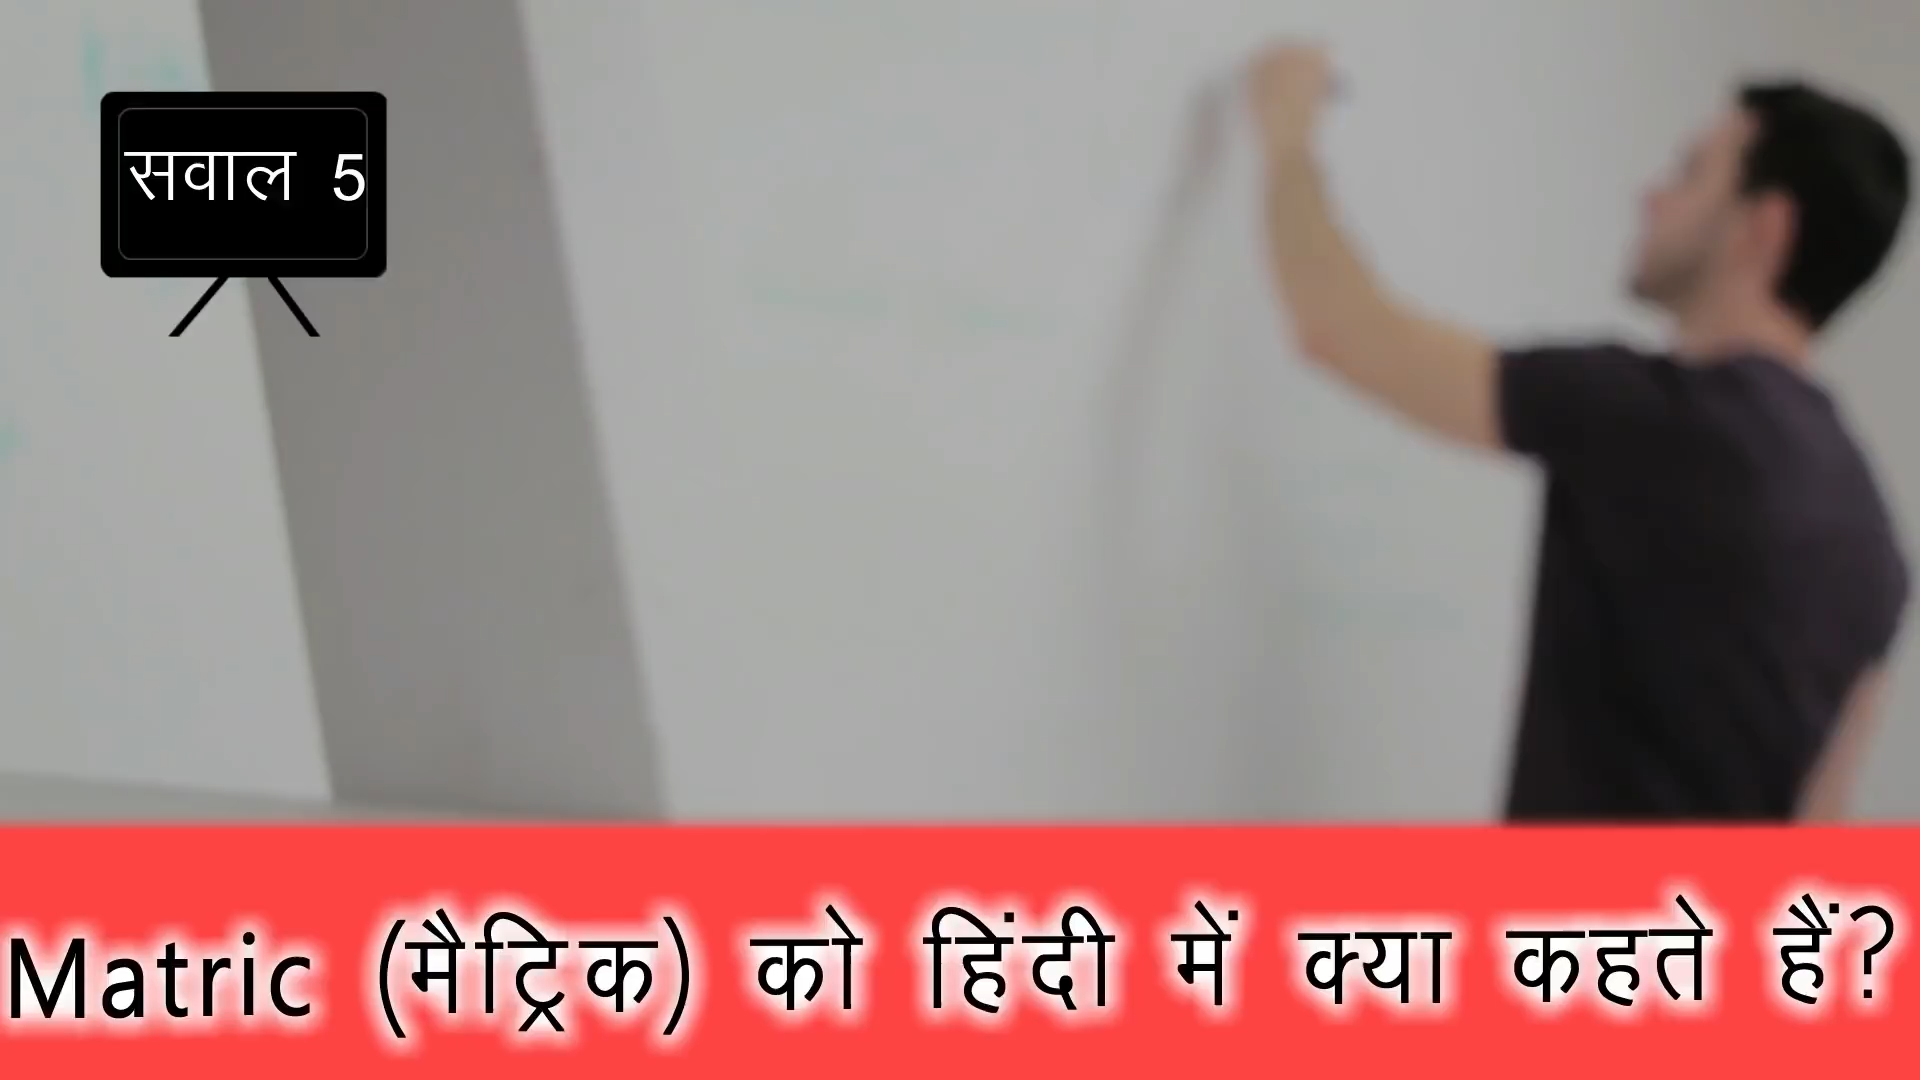 सवाल 5
Matric (मैट्रिक) को हिंदी में क्या कहते हैं?